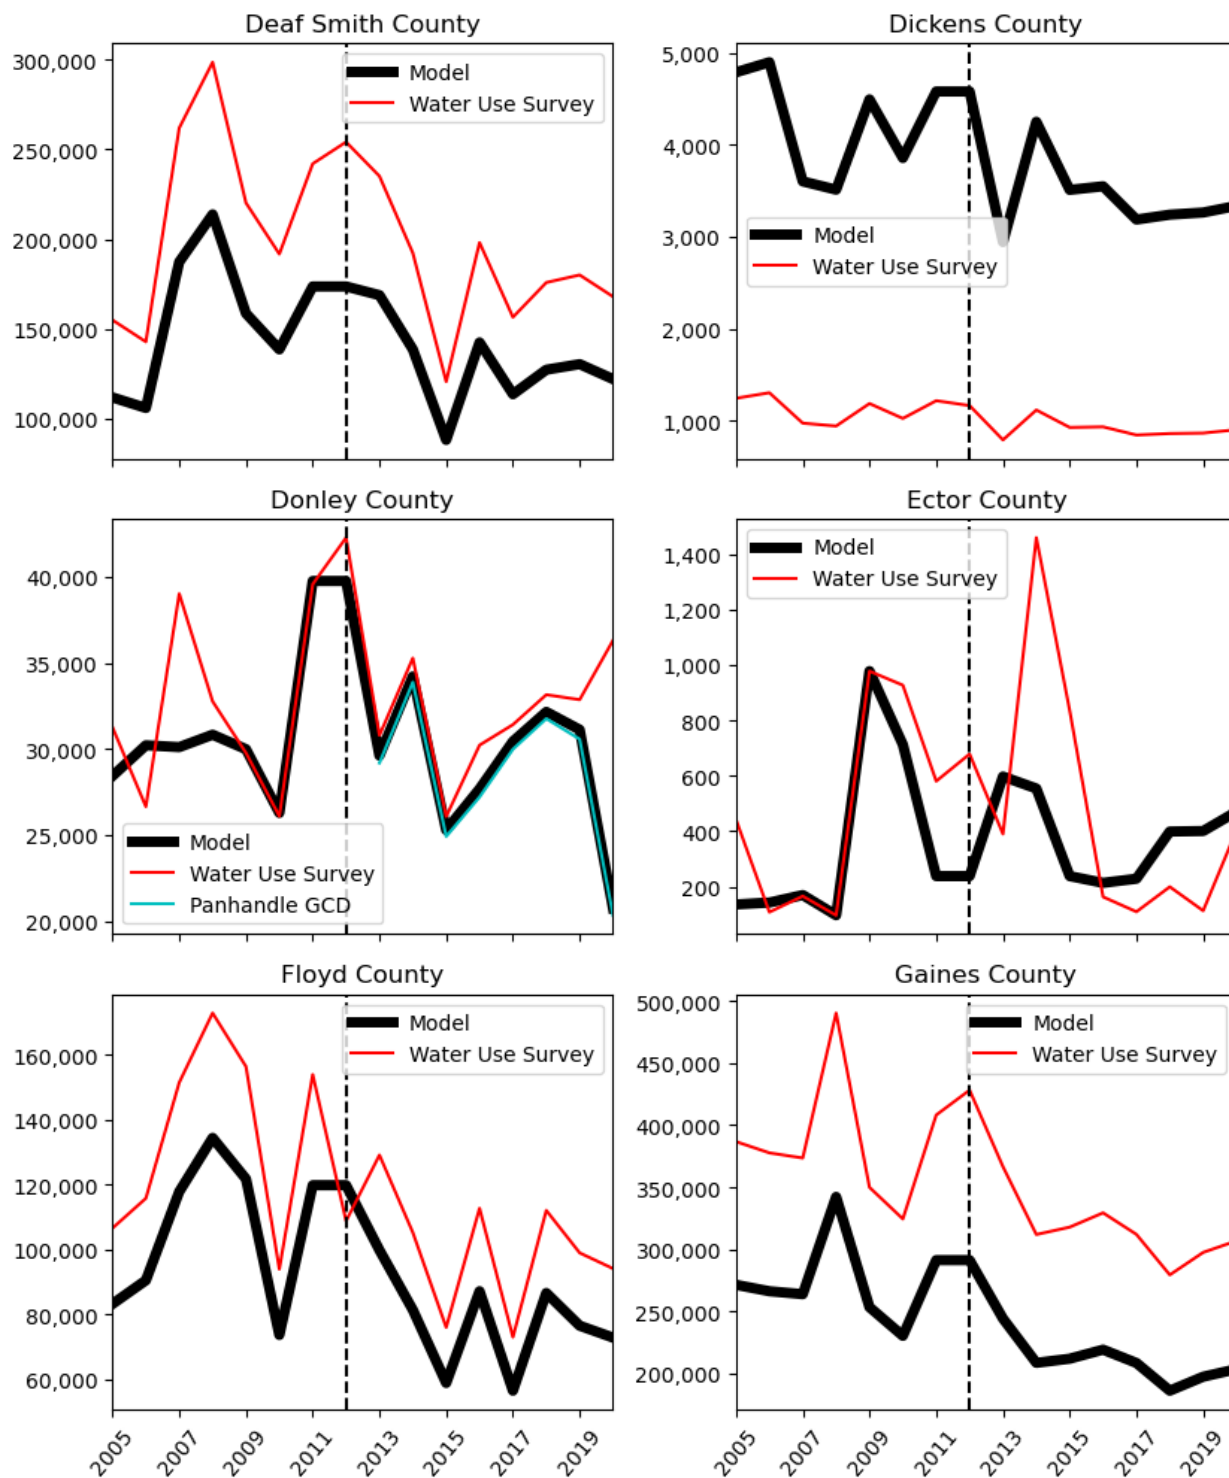 Deaf Smith County
300,000
250,000
200,000
150,000
100,000
Model
Water Use Survey
Dickens County
5,000
4,000
3,000
2,000
1,000
Model
Water Use Survey
Donley County
40,000
35,000
30,000
25,000
20,000
Model
Water Use Survey
Panhandle GCD
Ector County
1,400
1,200
1,000
800
600
400
200
Model
Water Use Survey
Floyd County
160,000
140,000
120,000
100,000
80,000
60,000
Model
Water Use Survey
2005
2007
2009
2011
2013
2015
2017
2019
Gaines County
500,000
450,000
400,000
350,000
300,000
250,000
200,000
Model
Water Use Survey
2005
2007
2009
2011
2013
2015
2017
2019